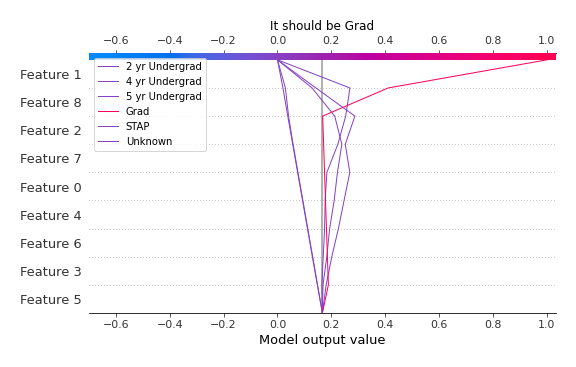 It should be Grad
−0.6 −0.4 −0.2 0.0 0.2 0.4 0.6 0.8 1.0
2 yr Undergrad
4 yr Undergrad
5 yr Undergrad
Grad
STAP
Unknown
Feature 1
Feature 8
Feature 2
Feature 7
Feature 0
Feature 4
Feature 6
Feature 3
Feature 5
−0.6 −0.4 −0.2 0.0 0.2 0.4 0.6 0.8 1.0
Model output value